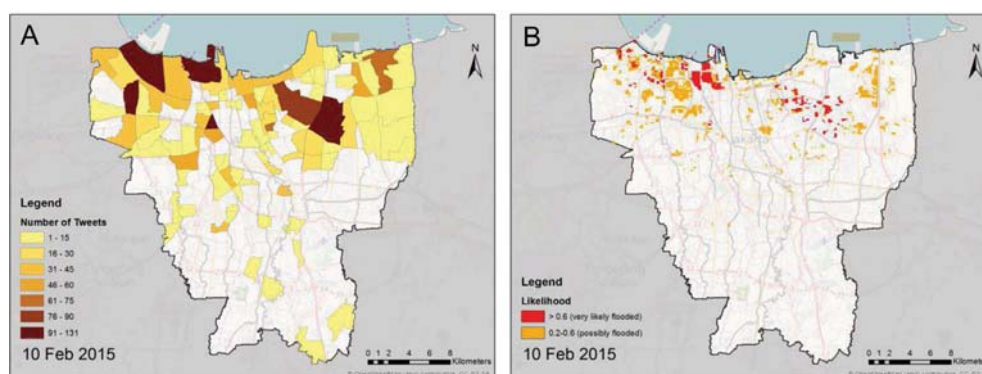 A
N
Legend
Number of Tweets
1 - 15
16 - 30
31 - 45
46 - 60
61 - 75
76 - 90
91 - 131
10 Feb 2015
0 1 2 4 6 8
Kilometers
B
N
Legend
Likelihood
> 0.6 (very likely flooded)
0.2-0.6 (possibly flooded)
10 Feb 2015
0 1 2 4 6 8
Kilometers